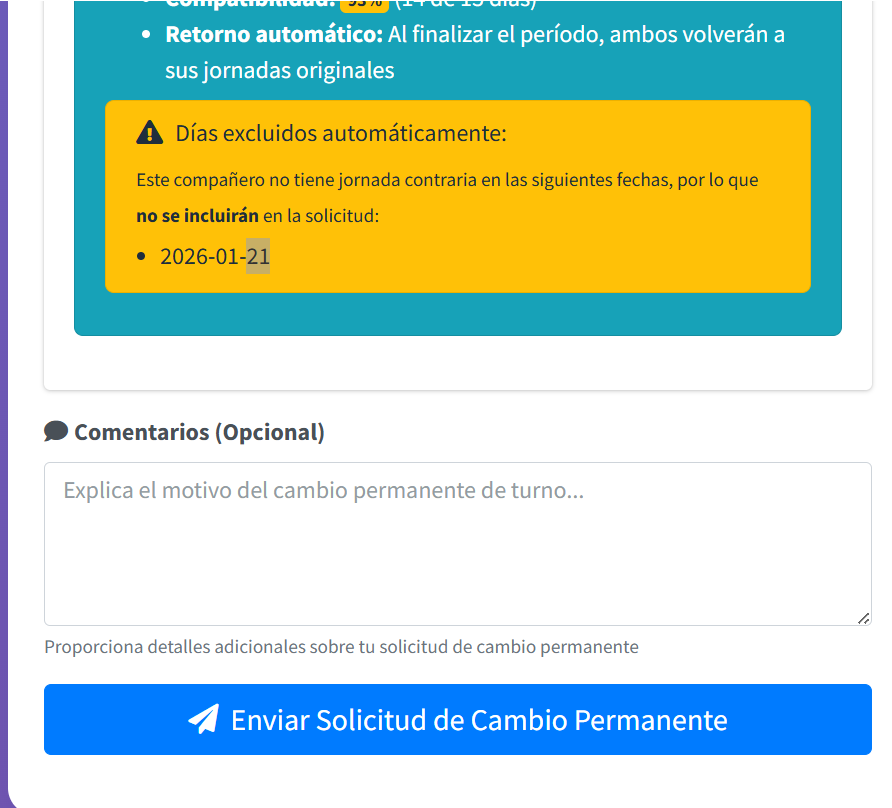 Compatibilidad: 93% (14 de 15 días)
Retorno automático: Al finalizar el período, ambos volverán a
sus jornadas originales
Días excluidos automáticamente:
Este compañero no tiene jornada contraria en las siguientes fechas, por lo que
no se incluirán en la solicitud:
2026-01-21
Comentarios (Opcional)
Explica el motivo del cambio permanente de turno...
Proporciona detalles adicionales sobre tu solicitud de cambio permanente
Enviar Solicitud de Cambio Permanente